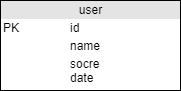 user
PK id
name
socre
date